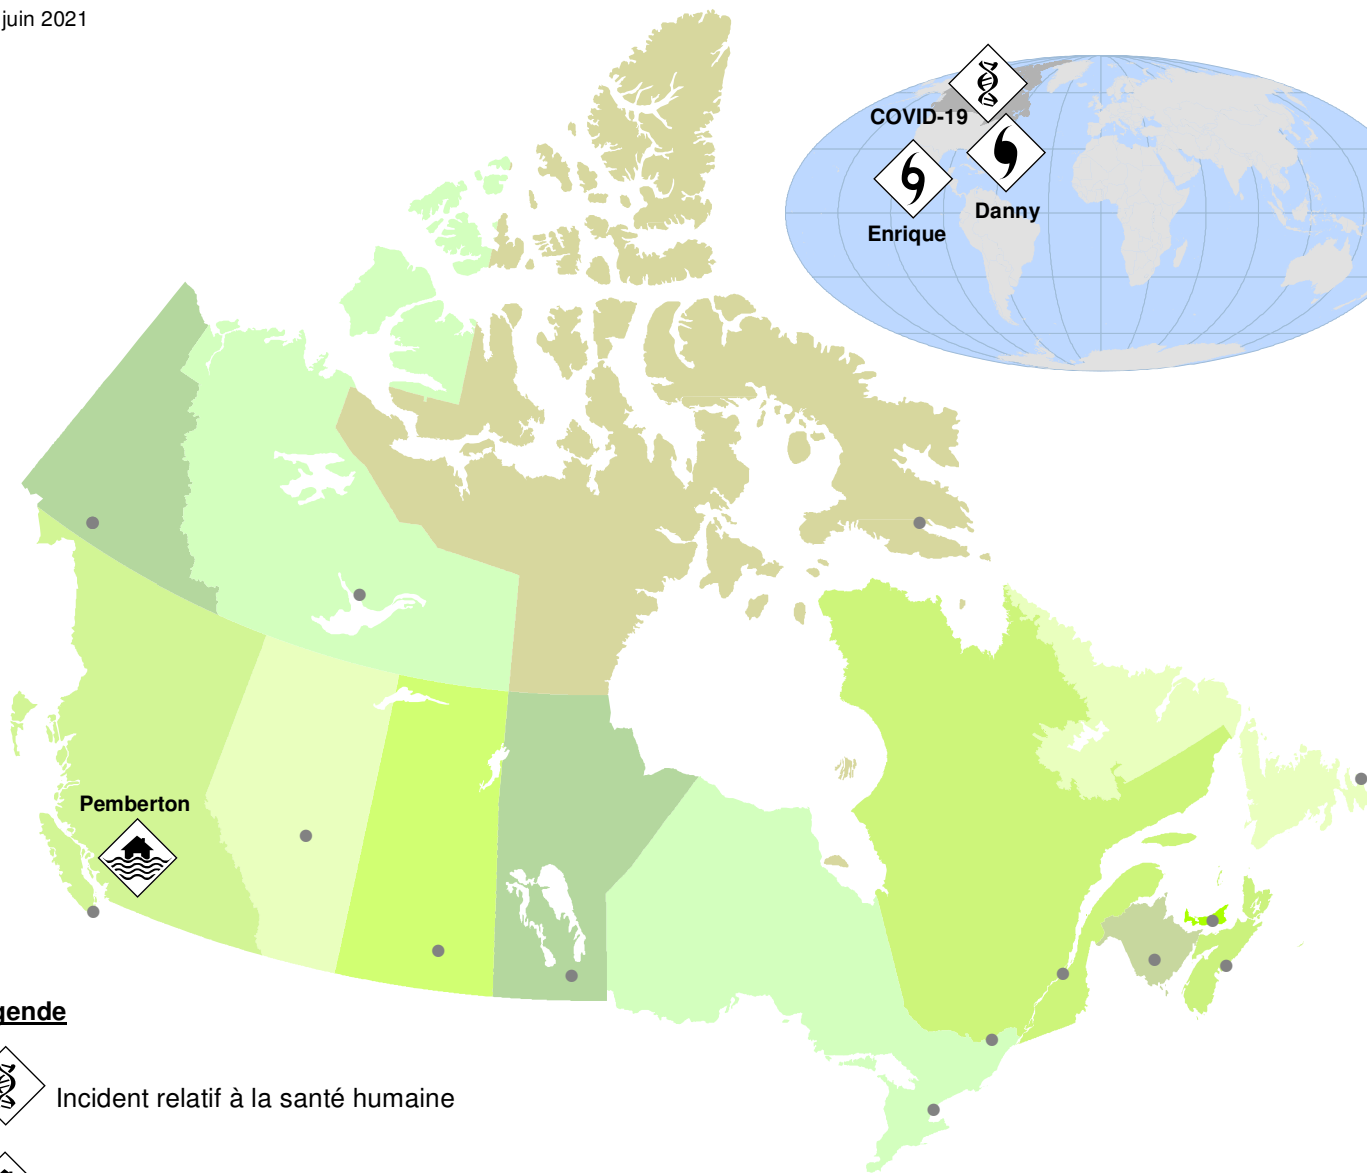 juin 2021
COVID-19
Danny
Enrique
Pemberton
gende
Incident relatif à la santé humaine